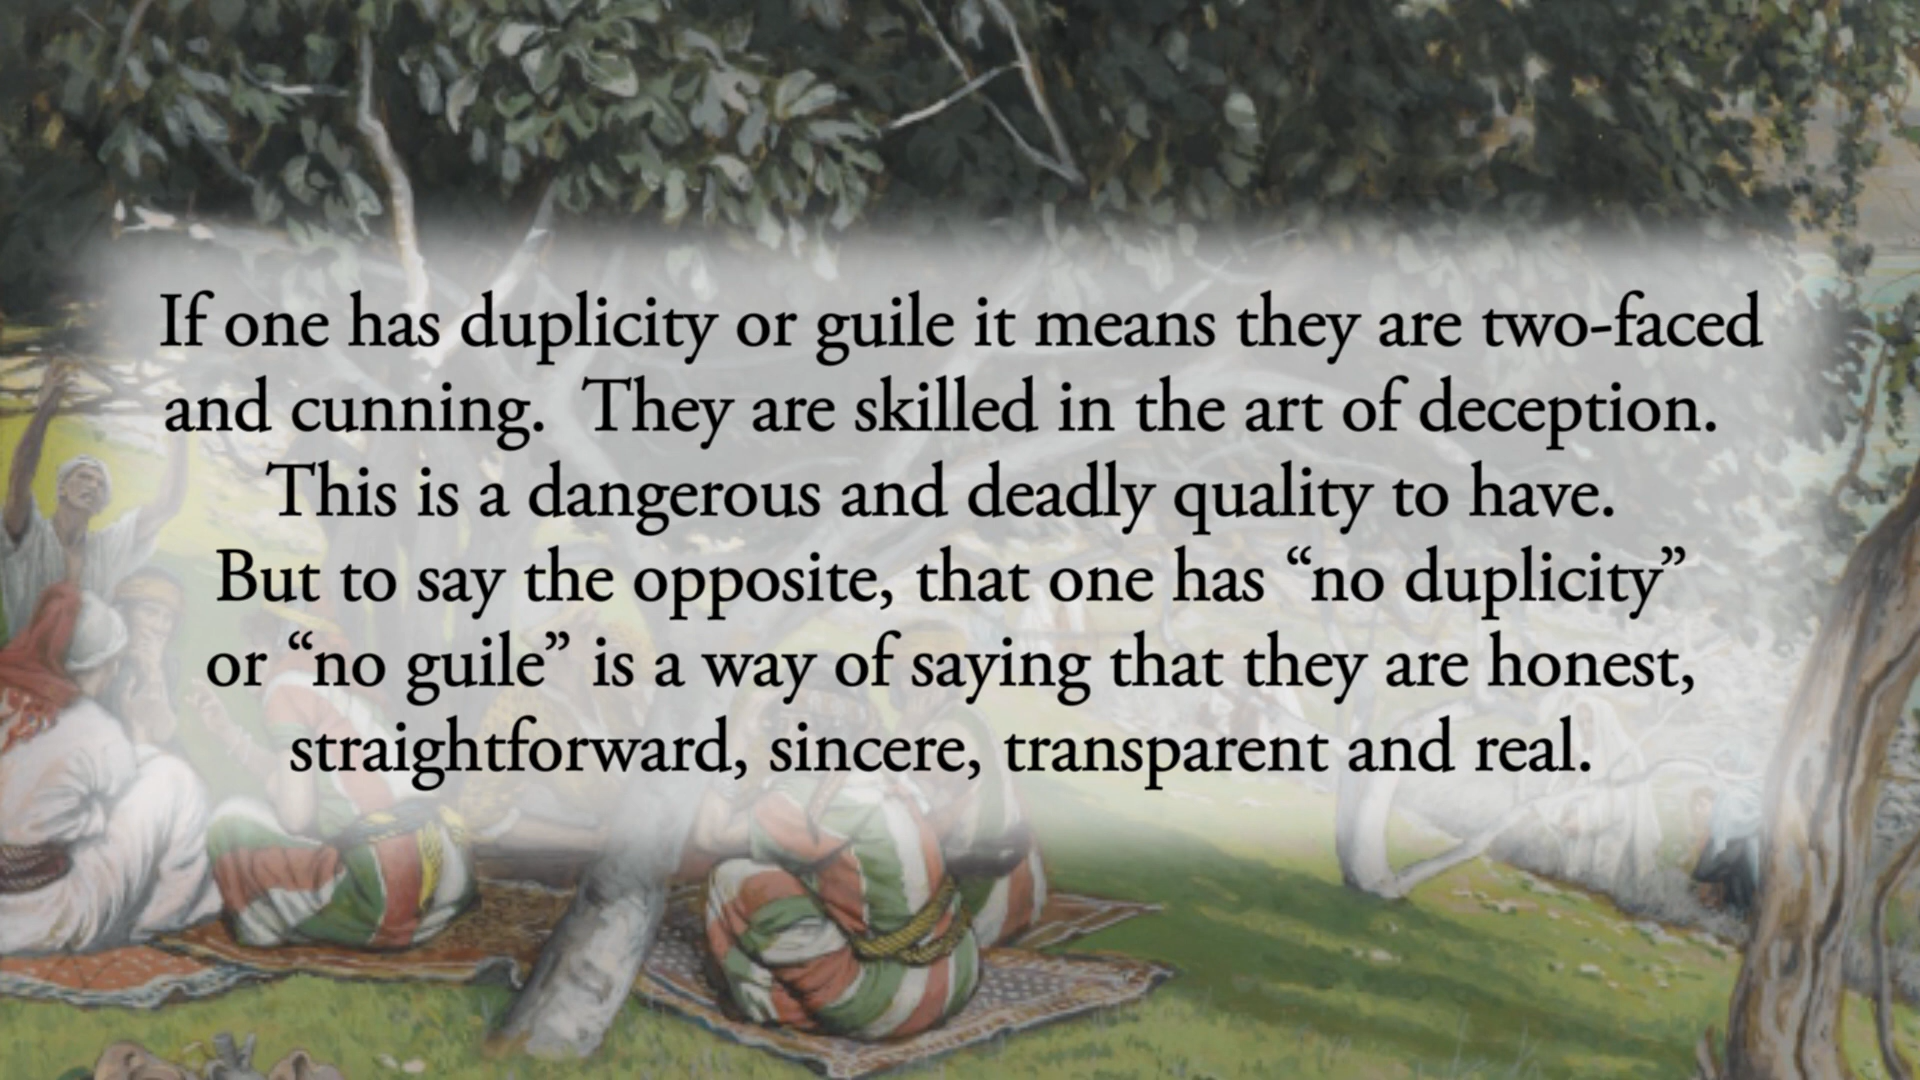 If one has duplicity or guile it means they are two-faced
and cunning.  They are skilled in the art of deception.
This is a dangerous and deadly quality to have.
But to say the opposite, that one has “no duplicity”
or “no guile” is a way of saying that they are honest,
straightforward, sincere, transparent and real.